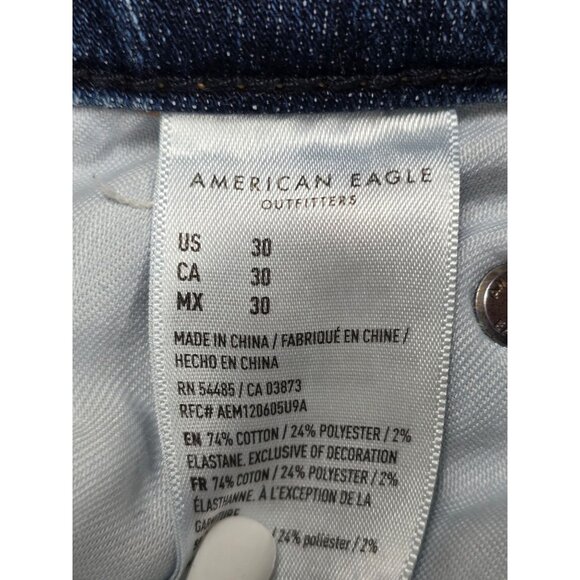 AMERICAN EAGLE
OUTFITTERS
US 30
CA 30
MX 30
MADE IN CHINA / FABRIQUÉ EN CHINE /
HECHO EN CHINA
RN 54485 / CA 03873
RFC# AEM120605U9A
EN 74% COTTON / 24% POLYESTER / 2%
ELASTANE. EXCLUSIVE OF DECORATION
FR 74% COTON / 24% POLYESTER / 2%
ÉLASTHANNE. À L'EXCEPTION DE LA
24% poliester / 2%